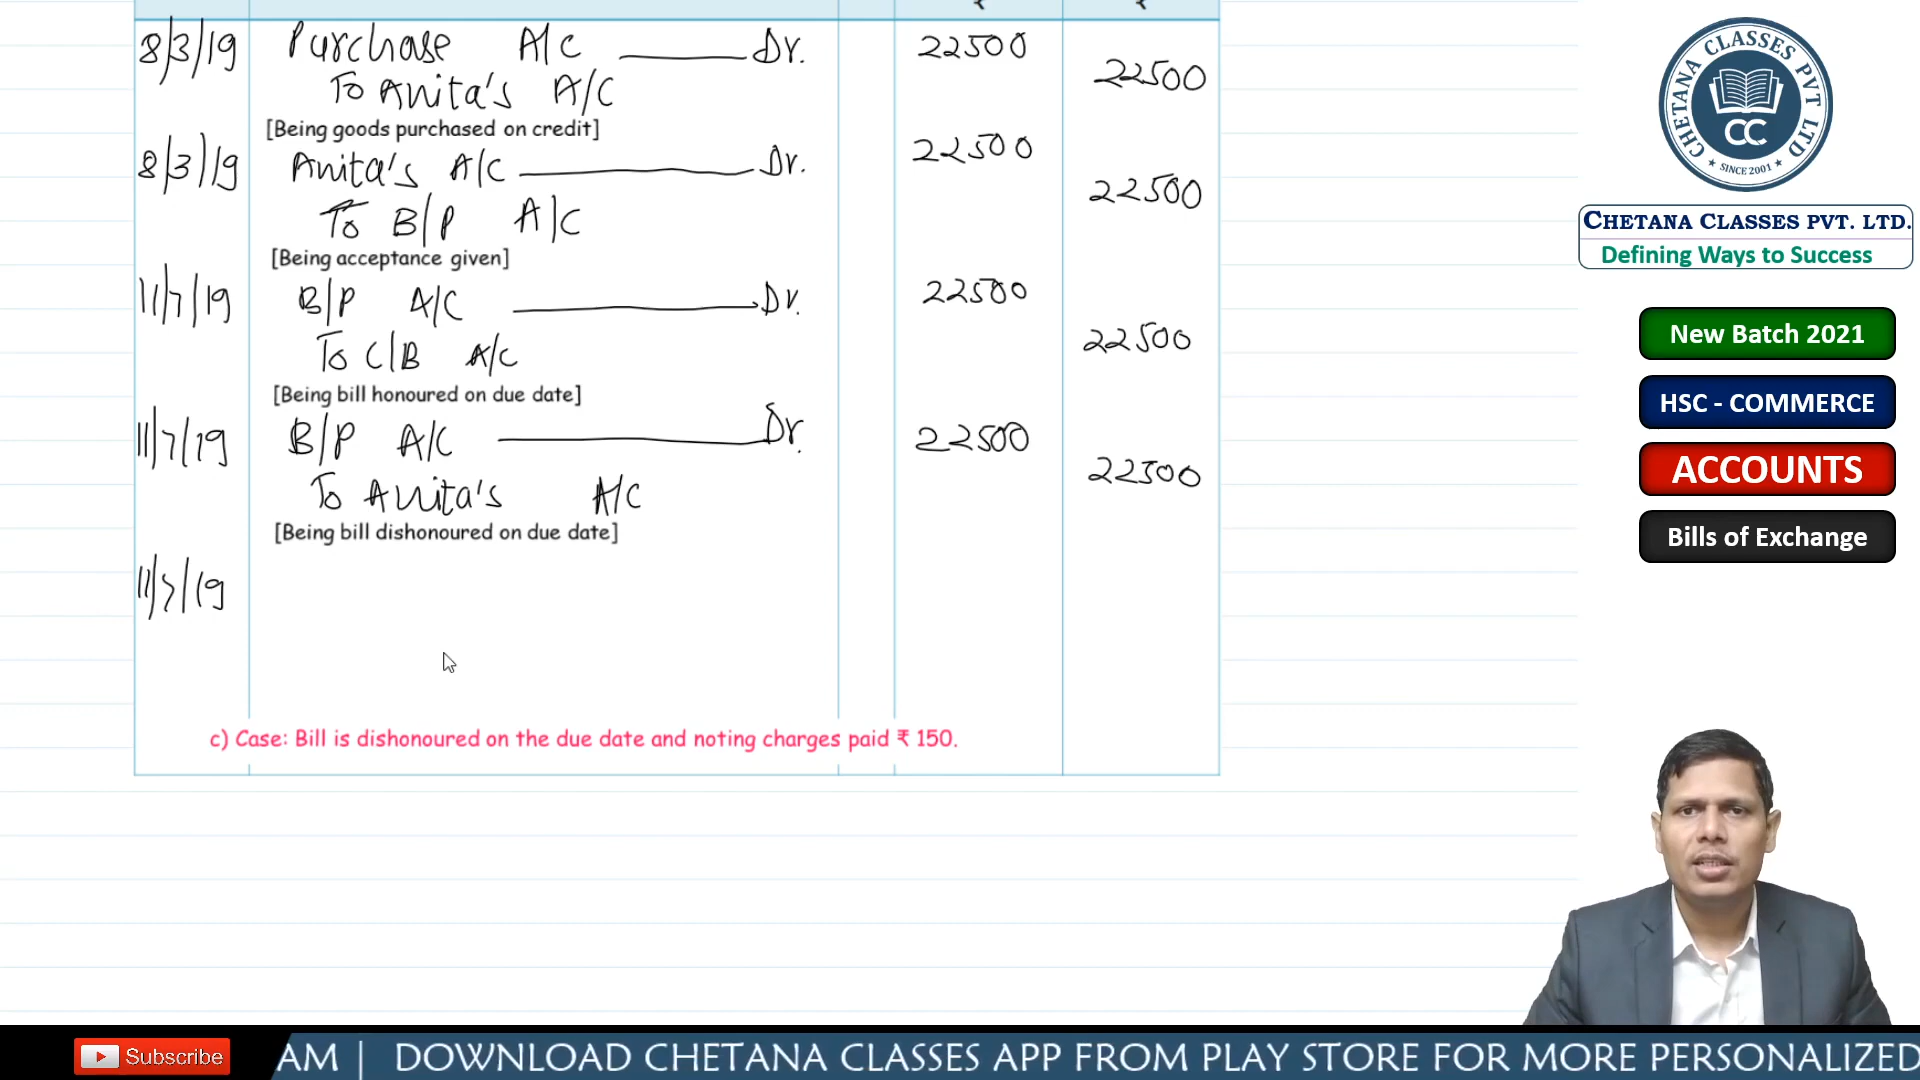 ₹ ₹
8/3/19 Purchase A/C Dr. 22500
To Anita's A/C 22500
[Being goods purchased on credit]
8/3/19 Anita's A/C Dr. 22500
To B/P A/C 22500
[Being acceptance given]
11/7/19 B/P A/C Dr. 22500
To C/B A/C 22500
[Being bill honoured on due date]
11/7/19 B/P A/C Dr. 22500
To Anita's A/C 22500
[Being bill dishonoured on due date]
11/7/19
c) Case: Bill is dishonoured on the due date and noting charges paid ₹ 150.
CHETANA CLASSES PVT LTD
CC
★ SINCE 2001 ★
CHETANA CLASSES PVT. LTD.
Defining Ways to Success
New Batch 2021
HSC - COMMERCE
ACCOUNTS
Bills of Exchange
Subscribe
AM | DOWNLOAD CHETANA CLASSES APP FROM PLAY STORE FOR MORE PERSONALIZED